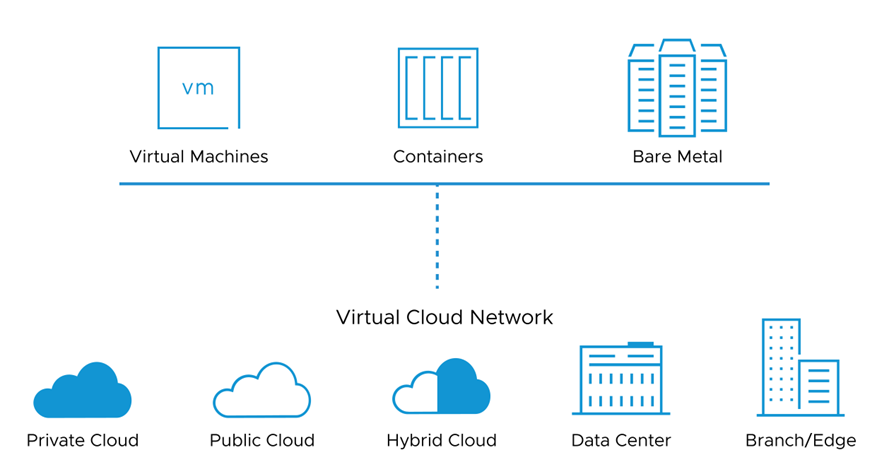 vm
Virtual Machines
Containers
Bare Metal
Virtual Cloud Network
Private Cloud
Public Cloud
Hybrid Cloud
Data Center
Branch/Edge